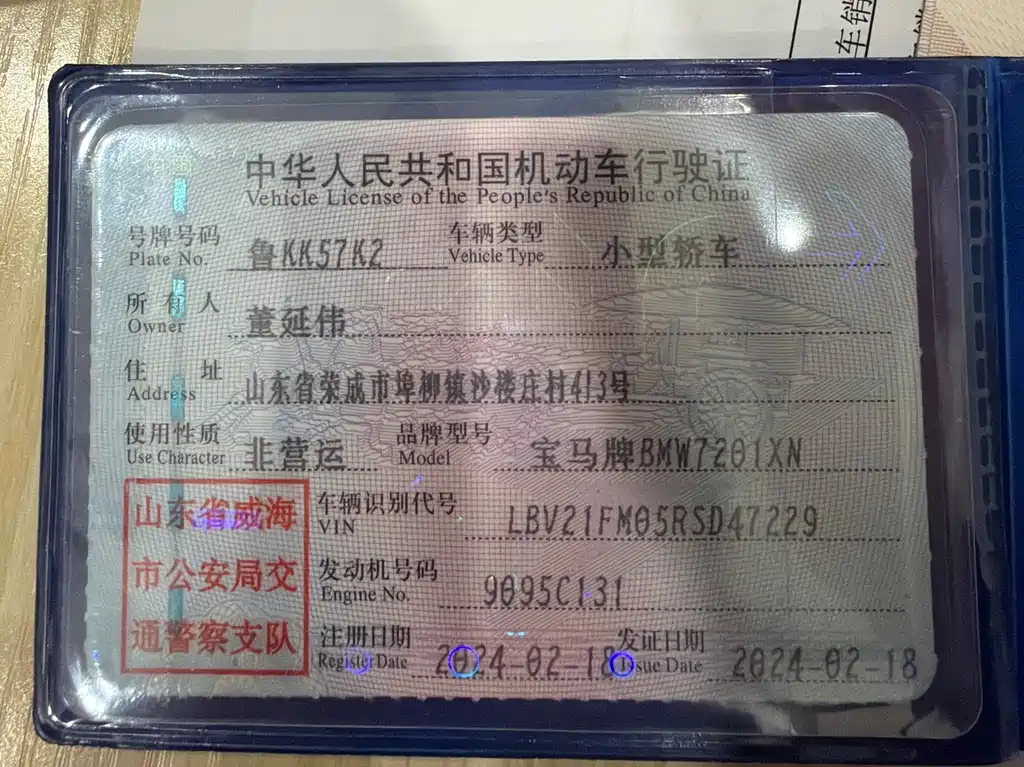 车销
中华人民共和国机动车行驶证
Vehicle License of the People's Republic of China
号牌号码 鲁KK57K2 车辆类型 小型轿车
Plate No. Vehicle Type
所有人 董延伟
Owner
住址 山东省荣成市埠柳镇沙楼庄村413号
Address
使用性质 非营运 品牌型号 宝马牌BMW7201XN
Use Character Model
山东省威海
市公安局交
通警察支队
车辆识别代号 LBV21FM05RSD47229
VIN
发动机号码 9095C131
Engine No.
注册日期 2024-02-18 发证日期 2024-02-18
Register Date Issue Date